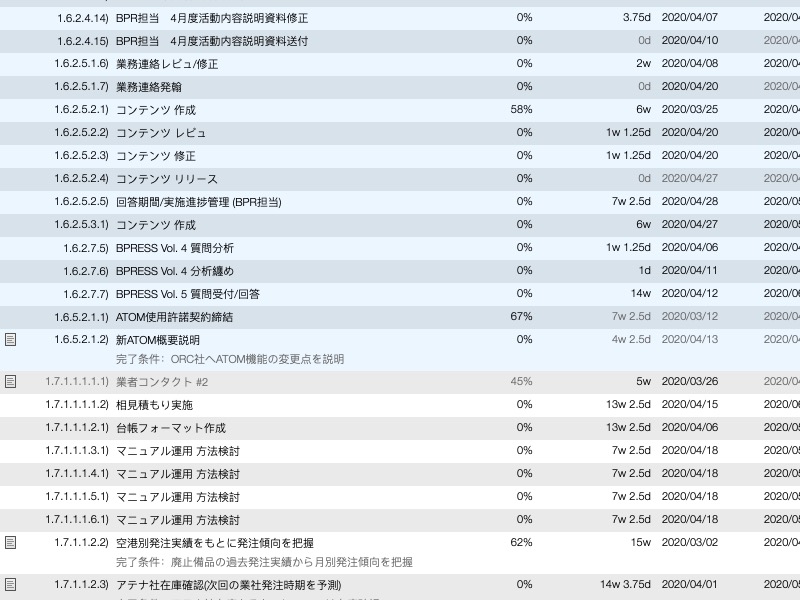 1.6.2.4.14) BPR担当　4月度活動内容説明資料修正 0% 3.75d 2020/04/07 2020/04
1.6.2.4.15) BPR担当　4月度活動内容説明資料送付 0% 0d 2020/04/10 2020/04
1.6.2.5.1.6) 業務連絡レビュ/修正 0% 2w 2020/04/08 2020/04
1.6.2.5.1.7) 業務連絡発翰 0% 0d 2020/04/20 2020/04
1.6.2.5.2.1) コンテンツ 作成 58% 6w 2020/03/25 2020/04
1.6.2.5.2.2) コンテンツ レビュ 0% 1w 1.25d 2020/04/20 2020/04
1.6.2.5.2.3) コンテンツ 修正 0% 1w 1.25d 2020/04/20 2020/04
1.6.2.5.2.4) コンテンツ リリース 0% 0d 2020/04/27 2020/04
1.6.2.5.2.5) 回答期間/実施進捗管理 (BPR担当) 0% 7w 2.5d 2020/04/28 2020/05
1.6.2.5.3.1) コンテンツ 作成 0% 6w 2020/04/27 2020/05
1.6.2.7.5) BPRESS Vol. 4 質問分析 0% 1w 1.25d 2020/04/06 2020/04
1.6.2.7.6) BPRESS Vol. 4 分析纏め 0% 1d 2020/04/11 2020/04
1.6.2.7.7) BPRESS Vol. 5 質問受付/回答 0% 14w 2020/04/12 2020/06
1.6.5.2.1.1) ATOM使用許諾契約締結 67% 7w 2.5d 2020/03/12 2020/04
1.6.5.2.1.2) 新ATOM概要説明 0% 4w 2.5d 2020/04/13 2020/04
完了条件：ORC社へATOM機能の変更点を説明
1.7.1.1.1.1.1) 業者コンタクト #2 45% 5w 2020/03/26 2020/04
1.7.1.1.1.1.2) 相見積もり実施 0% 13w 2.5d 2020/04/15 2020/06
1.7.1.1.1.2.1) 台帳フォーマット作成 0% 13w 2.5d 2020/04/06 2020/05
1.7.1.1.1.3.1) マニュアル運用 方法検討 0% 7w 2.5d 2020/04/18 2020/05
1.7.1.1.1.4.1) マニュアル運用 方法検討 0% 7w 2.5d 2020/04/18 2020/05
1.7.1.1.1.5.1) マニュアル運用 方法検討 0% 7w 2.5d 2020/04/18 2020/05
1.7.1.1.1.6.1) マニュアル運用 方法検討 0% 7w 2.5d 2020/04/18 2020/05
1.7.1.1.2.2) 空港別発注実績をもとに発注傾向を把握 62% 15w 2020/03/02 2020/04
完了条件：廃止備品の過去発注実績から月別発注傾向を把握
1.7.1.1.2.3) アテナ社在庫確認(次回の業社発注時期を予測) 0% 14w 3.75d 2020/04/01 2020/05